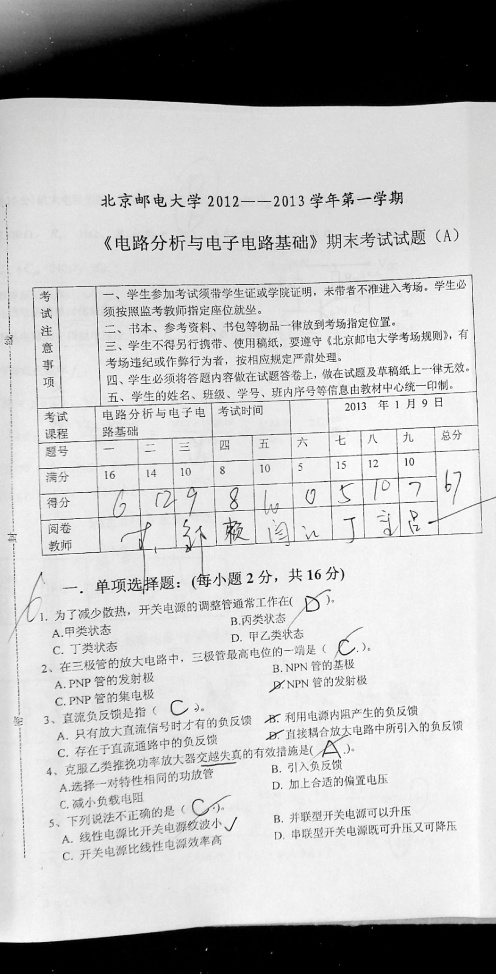 北京邮电大学2012——2013学年第一学期
《电路分析与电子电路基础》期末考试试题（A）
考试注意事项
一、学生参加考试须带学生证或学院证明，未带者不准进入考场。学生必
须按照监考教师指定座位就坐。
二、书本、参考资料、书包等物品一律放到考场指定位置。
三、学生不得另行携带、使用稿纸，要遵守《北京邮电大学考场规则》，有
考场违纪或作弊行为者，按相应规定严肃处理。
四、学生必须将答题内容做在试题答卷上，做在试题及草稿纸上一律无效。
五、学生的姓名、班级、学号、班内序号等信息由教材中心统一印制。
考试课程 电路分析与电子电路基础 考试时间 2013 年 1 月 9 日
题号 一 二 三 四 五 六 七 八 九 总分
满分 16 14 10 8 10 5 15 12 10
得分 6 12 9 8 10 0 5 10 7 67
阅卷教师
6
一．单项选择题：(每小题 2 分，共 16 分)
1. 为了减少散热，开关电源的调整管通常工作在( D )。
A.甲类状态 B.丙类状态
C. 丁类状态 D. 甲乙类状态
2、在三极管的放大电路中，三极管最高电位的一端是（ C ）。
A. PNP 管的发射极 B. NPN 管的基极
C. PNP 管的集电极 D. NPN 管的发射极
3、直流负反馈是指（ C ）。
A. 只有放大直流信号时才有的负反馈 B. 利用电源内阻产生的负反馈
C. 存在于直流通路中的负反馈 D. 直接耦合放大电路中所引入的负反馈
4、克服乙类推挽功率放大器交越失真的有效措施是( A )。
A.选择一对特性相同的功放管 B. 引入负反馈
C. 减小负载电阻 D. 加上合适的偏置电压
5、下列说法不正确的是（ C ）。
A. 线性电源比开关电源纹波小 B. 并联型开关电源可以升压
C. 开关电源比线性电源效率高 D. 串联型开关电源既可升压又可降压